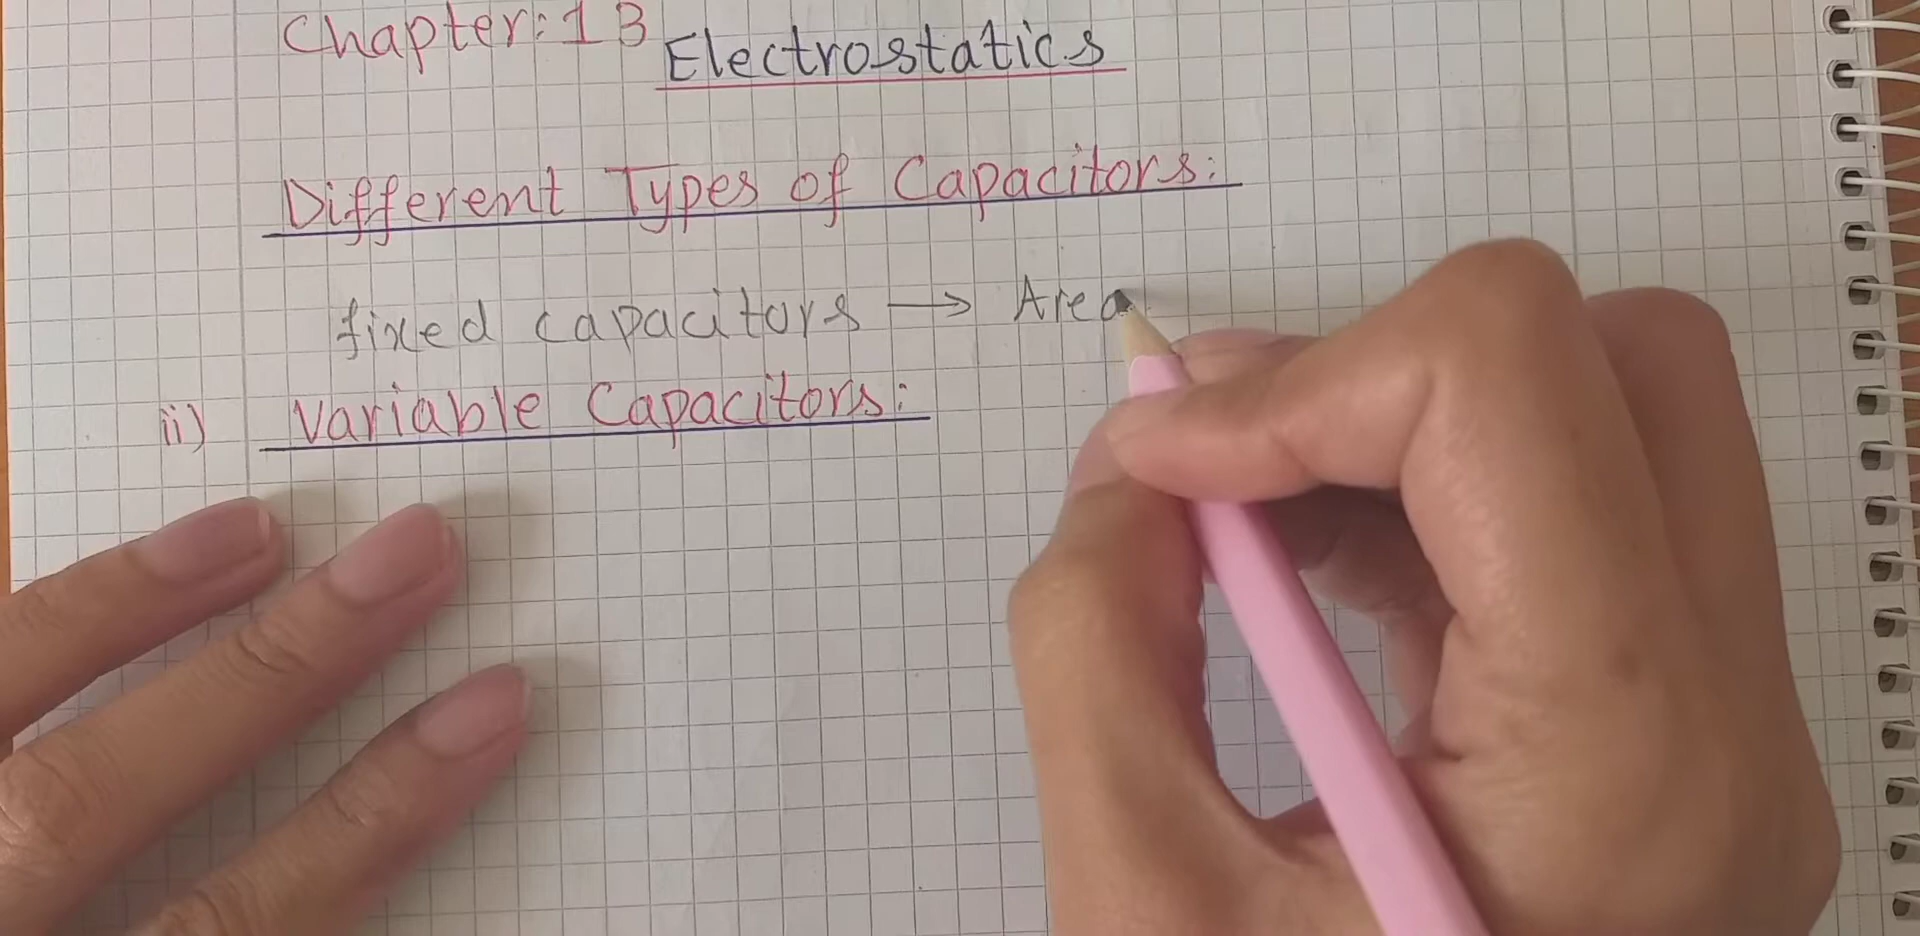 Chapter: 13 Electrostatics
Different Types of Capacitors:
fixed capacitors → Area
ii) Variable Capacitors: